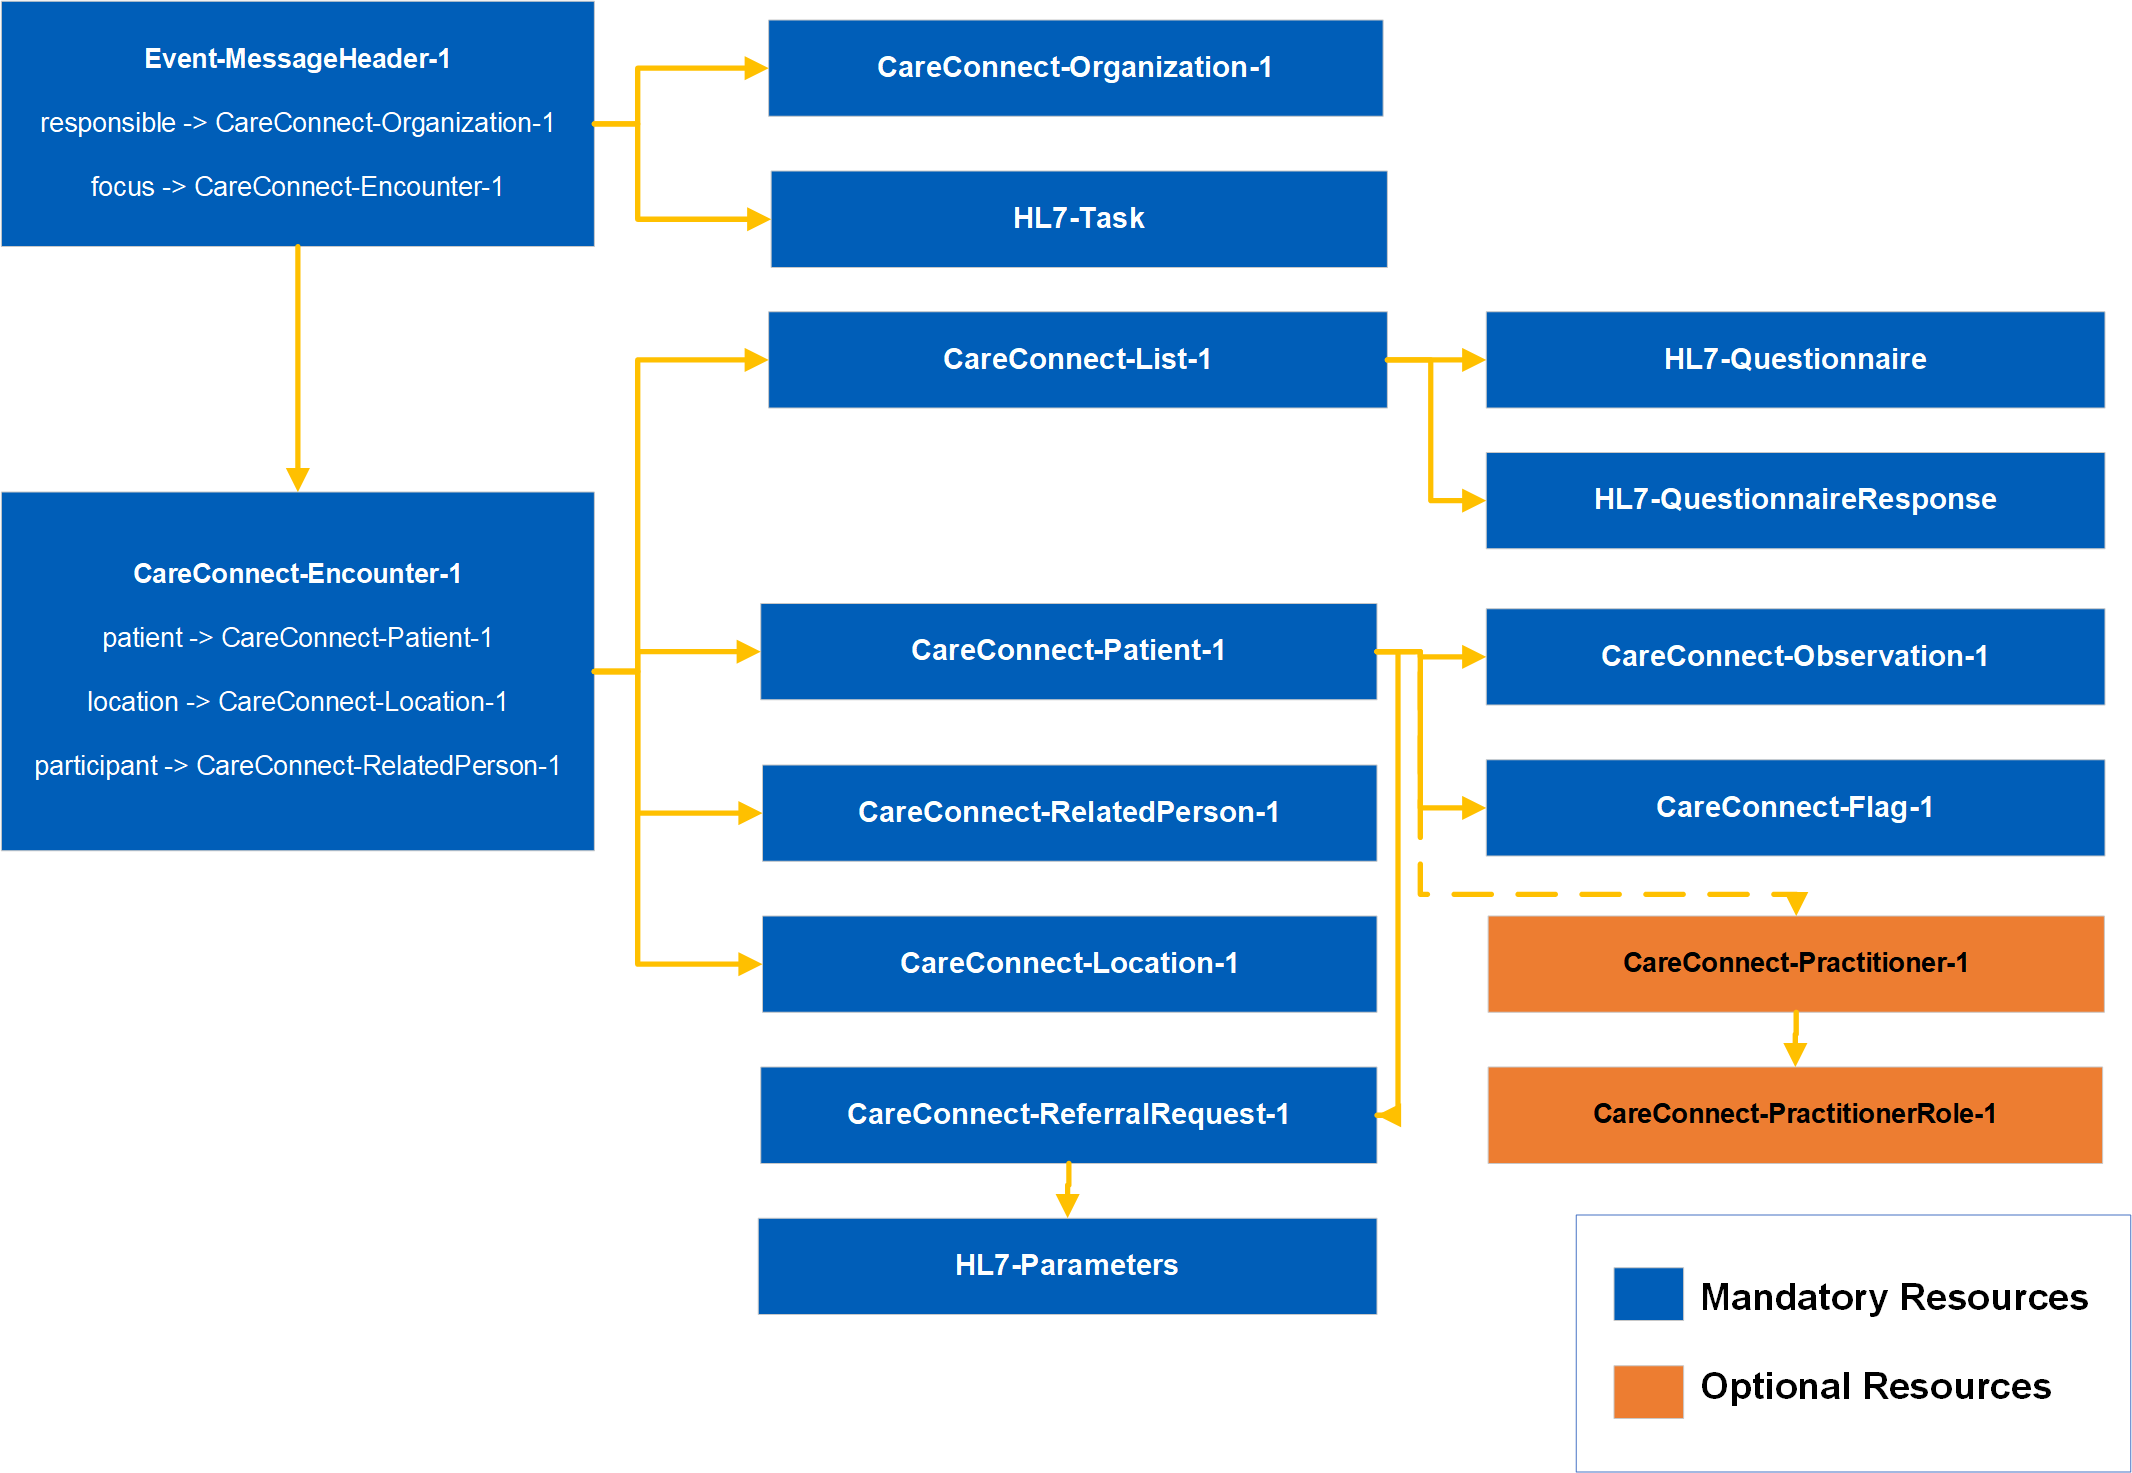 Event-MessageHeader-1
responsible -> CareConnect-Organization-1
focus -> CareConnect-Encounter-1
CareConnect-Organization-1
HL7-Task
CareConnect-List-1
HL7-Questionnaire
HL7-QuestionnaireResponse
CareConnect-Encounter-1
patient -> CareConnect-Patient-1
location -> CareConnect-Location-1
participant -> CareConnect-RelatedPerson-1
CareConnect-Patient-1
CareConnect-Observation-1
CareConnect-RelatedPerson-1
CareConnect-Flag-1
CareConnect-Location-1
CareConnect-Practitioner-1
CareConnect-ReferralRequest-1
CareConnect-PractitionerRole-1
HL7-Parameters
Mandatory Resources
Optional Resources